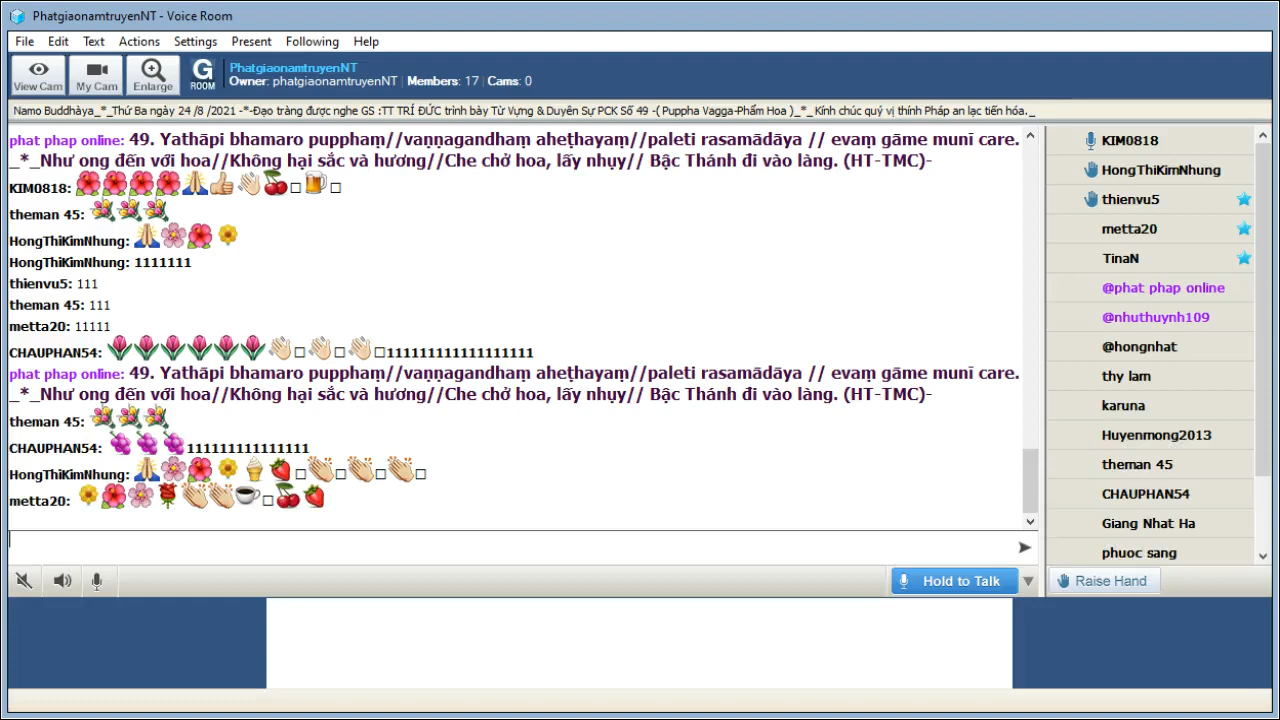 PhatgiaonamtruyenNT - Voice Room
File Edit Text Actions Settings Present Following Help
View Cam My Cam Enlarge G ROOM
PhatgiaonamtruyenNT
Owner: phatgiaonamtruyenNT | Members: 17 | Cams: 0
Namo Buddhàya_*_Thứ Ba ngày 24 /8 /2021 -*-Đạo tràng được nghe GS :TT TRÍ ĐỨC trình bày Từ Vựng & Duyên Sự PCK Số 49 -( Puppha Vagga-Phẩm Hoa )_*_Kính chúc quý vị thính Pháp an lạc tiến hóa._
phat phap online: 49. Yathāpi bhamaro pupphaṃ//vaṇṇagandhaṃ aheṭhayaṃ//paleti rasamādāya // evaṃ gāme munī care.
_*_Như ong đến với hoa//Không hại sắc và hương//Che chở hoa, lấy nhụy// Bậc Thánh đi vào làng. (HT-TMC)-
KIM0818: 🌺🌺🌺🌺🙏👍👋🍒□🍺□
theman 45: 💐💐💐
HongThiKimNhung: 🙏🌸🌺🌼
HongThiKimNhung: 1111111
thienvu5: 111
theman 45: 111
metta20: 11111
CHAUPHAN54: 🌷🌷🌷🌷🌷🌷👋□👋□👋□11111111111111111
phat phap online: 49. Yathāpi bhamaro pupphaṃ//vaṇṇagandhaṃ aheṭhayaṃ//paleti rasamādāya // evaṃ gāme munī care.
_*_Như ong đến với hoa//Không hại sắc và hương//Che chở hoa, lấy nhụy// Bậc Thánh đi vào làng. (HT-TMC)-
theman 45: 💐💐💐
CHAUPHAN54: 🍇🍇🍇11111111111111
HongThiKimNhung: 🙏🌸🌺🌼🍦🍓□👏□👏□👏□
metta20: 🌼🌺🌸🌹👏👏☕□🍒🍓
Hold to Talk
KIM0818
HongThiKimNhung
thienvu5
metta20
TinaN
@phat phap online
@nhuthuynh109
@hongnhat
thy lam
karuna
Huyenmong2013
theman 45
CHAUPHAN54
Giang Nhat Ha
phuoc sang
Raise Hand